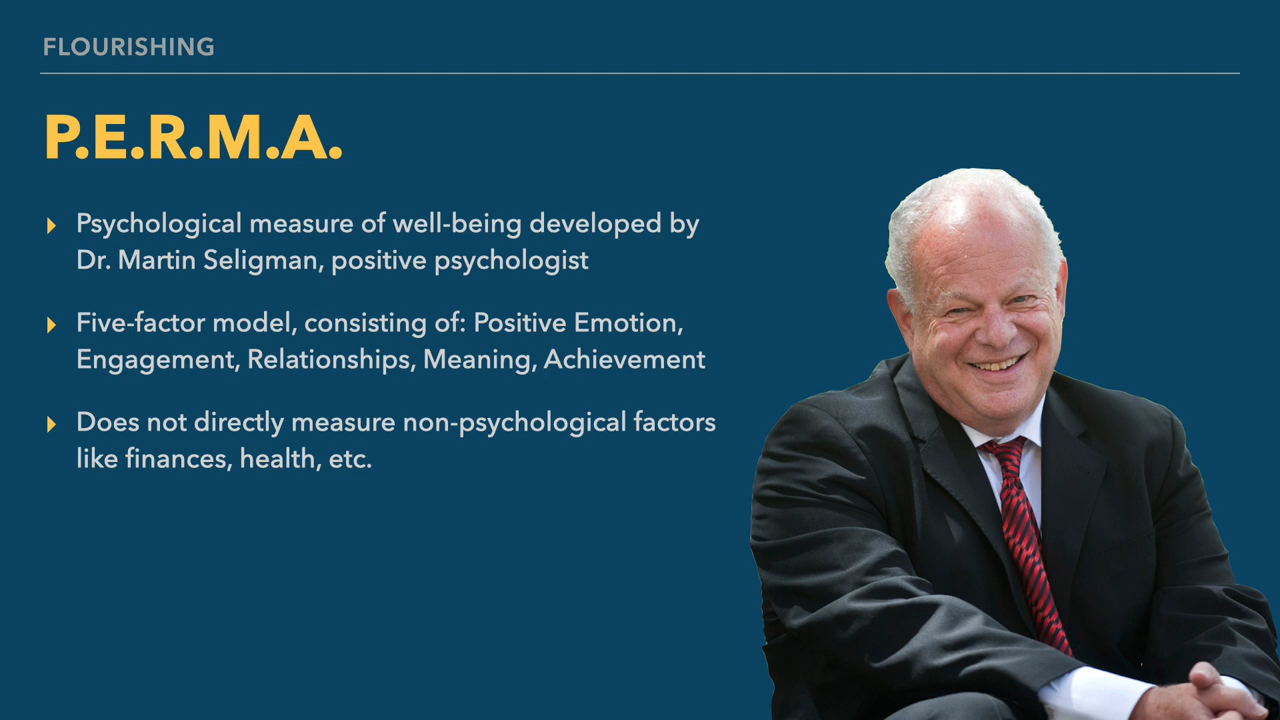 FLOURISHING
P.E.R.M.A.
Psychological measure of well-being developed by
Dr. Martin Seligman, positive psychologist
Five-factor model, consisting of: Positive Emotion,
Engagement, Relationships, Meaning, Achievement
Does not directly measure non-psychological factors
like finances, health, etc.